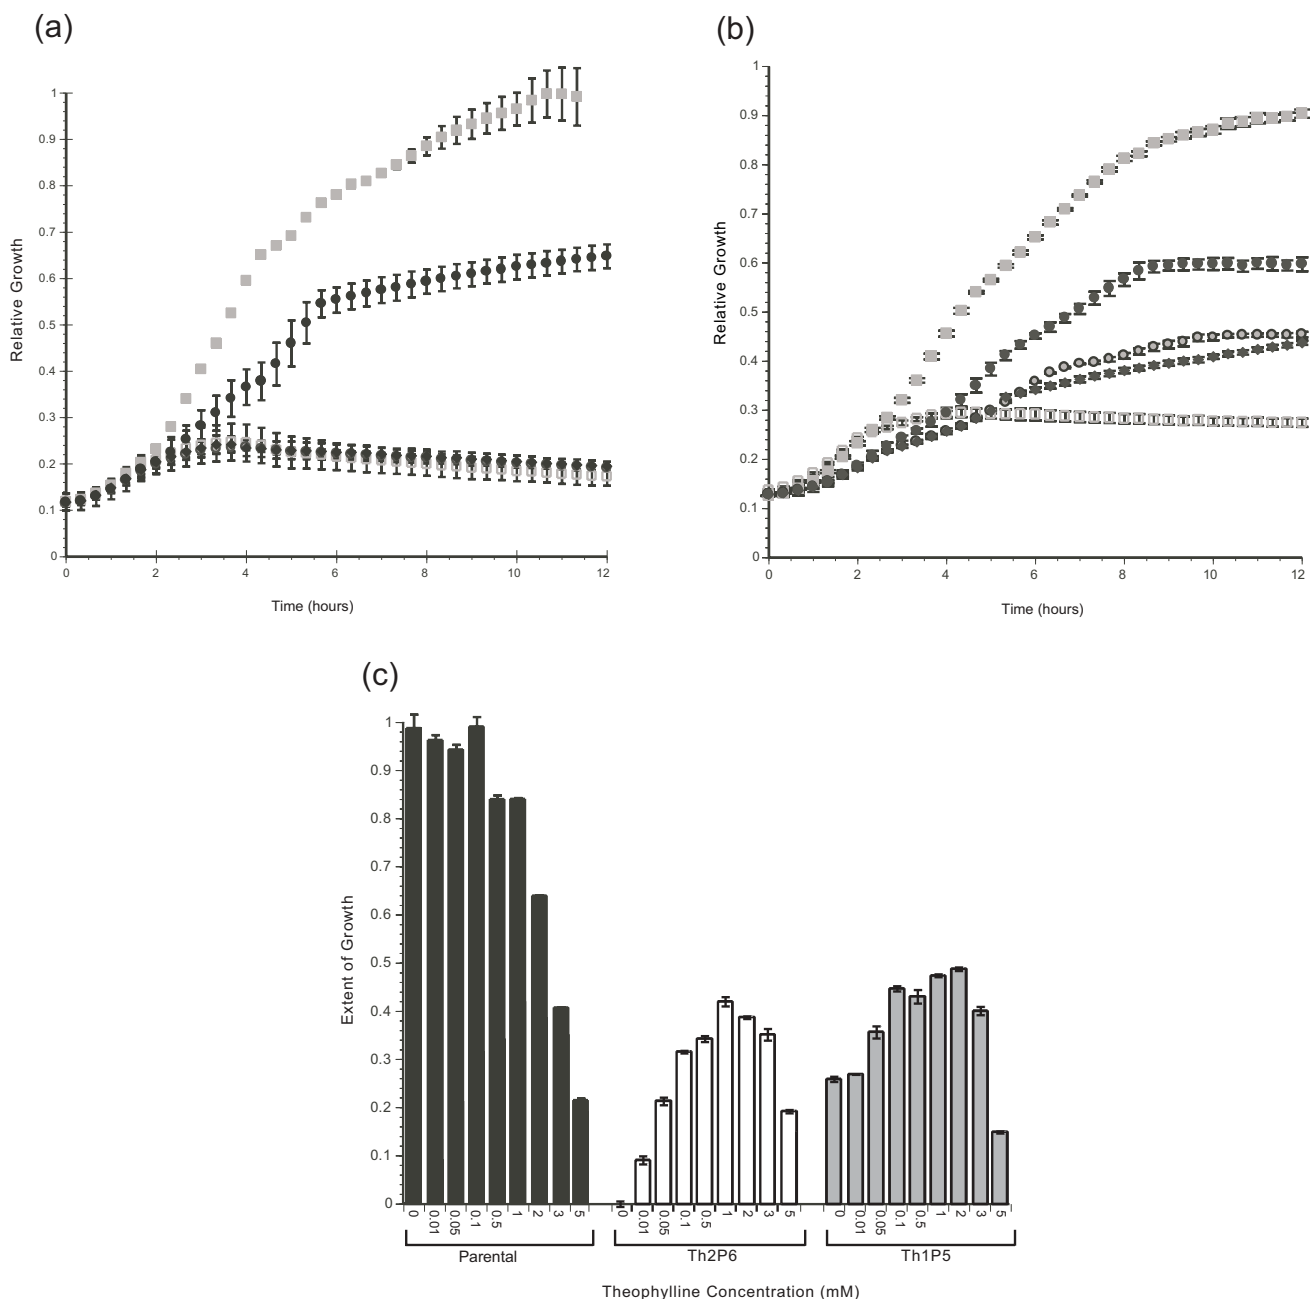 (a)
1
0.9
0.8
0.7
0.6
0.5
0.4
0.3
0.2
0.1
0
Relative Growth
0 2 4 6 8 10 12
Time (hours)
(b)
1
0.9
0.8
0.7
0.6
0.5
0.4
0.3
0.2
0.1
0
Relative Growth
0 2 4 6 8 10 12
Time (hours)
(c)
1
0.9
0.8
0.7
0.6
0.5
0.4
0.3
0.2
0.1
0
Extent of Growth
0 0.01 0.05 0.1 0.5 1 2 3 5 0 0.01 0.05 0.1 0.5 1 2 3 5 0 0.01 0.05 0.1 0.5 1 2 3 5
Parental Th2P6 Th1P5
Theophylline Concentration (mM)